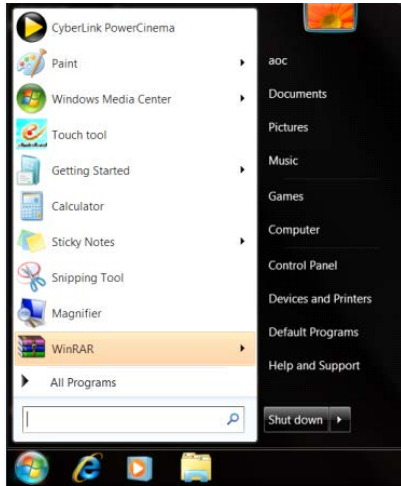 CyberLink PowerCinema
Paint
Windows Media Center
Touch tool
Getting Started
Calculator
Sticky Notes
Snipping Tool
Magnifier
WinRAR
All Programs
aoc
Documents
Pictures
Music
Games
Computer
Control Panel
Devices and Printers
Default Programs
Help and Support
Shut down